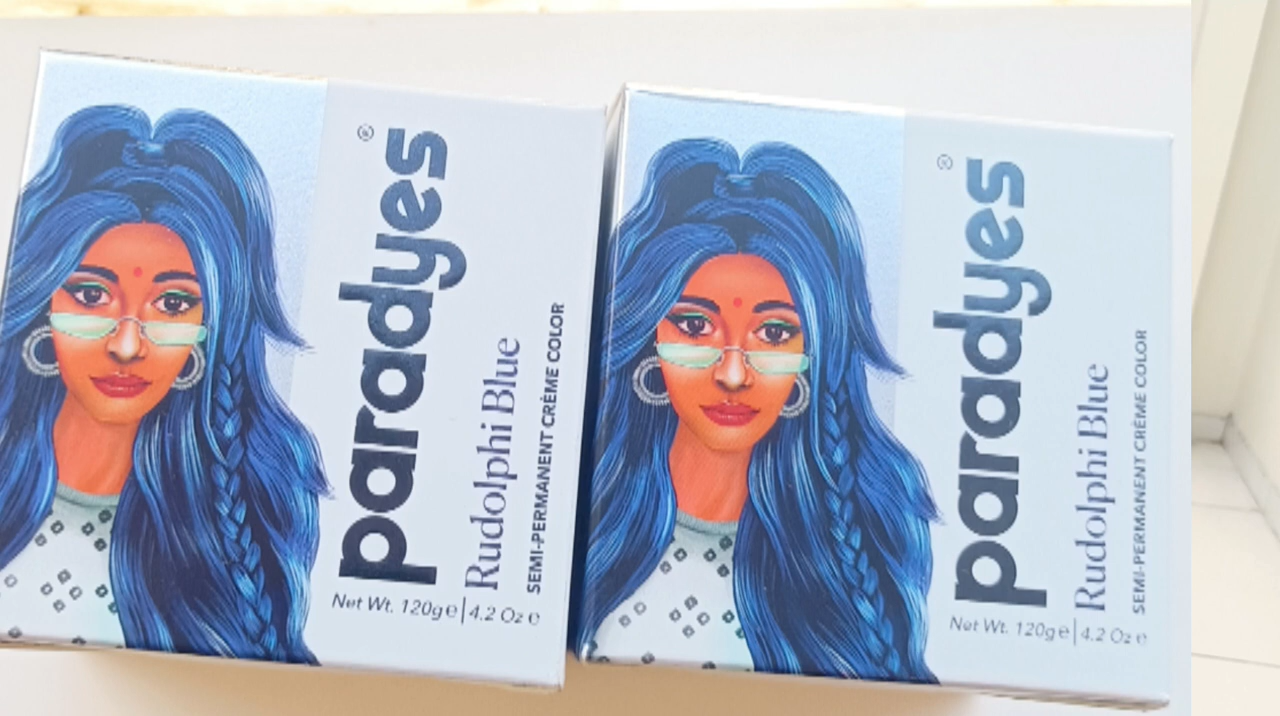 paradyes®
Rudolphi Blue
SEMI-PERMANENT CRÈME COLOR
Net Wt. 120g e | 4.2 Oz e
paradyes®
Rudolphi Blue
SEMI-PERMANENT CRÈME COLOR
Net Wt. 120g e | 4.2 Oz e